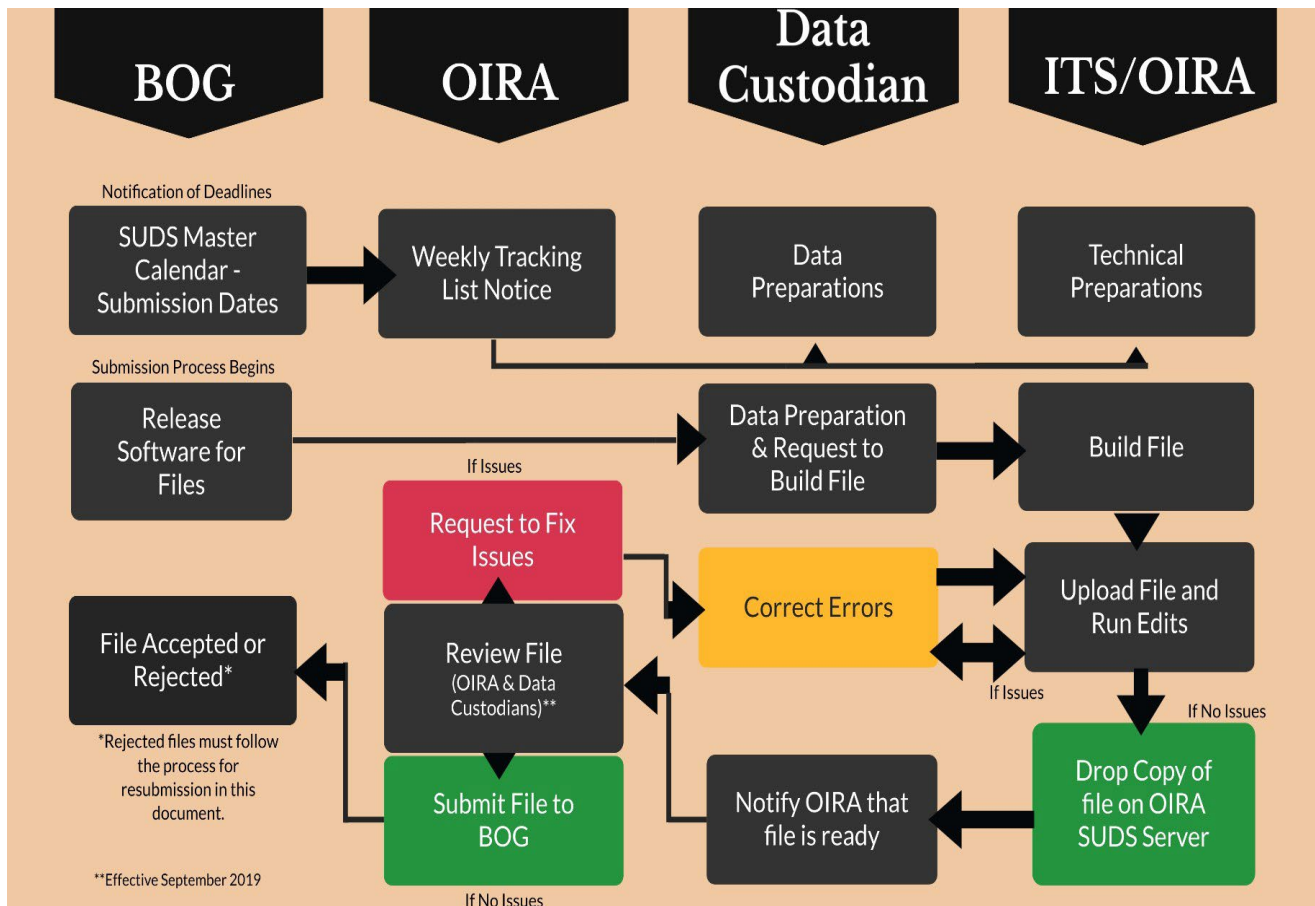 BOG
OIRA
Data
Custodian
ITS/OIRA
Notification of Deadlines
SUDS Master
Calendar -
Submission Dates
Weekly Tracking
List Notice
Data
Preparations
Technical
Preparations
Submission Process Begins
Release
Software for
Files
Data Preparation
& Request to
Build File
Build File
If Issues
Request to Fix
Issues
Correct Errors
Upload File and
Run Edits
If Issues
If No Issues
File Accepted or
Rejected*
Review File
(OIRA & Data
Custodians)**
*Rejected files must follow
the process for
resubmission in this
document.
Submit File to
BOG
Notify OIRA that
file is ready
Drop Copy of
file on OIRA
SUDS Server
**Effective September 2019
If No Issues